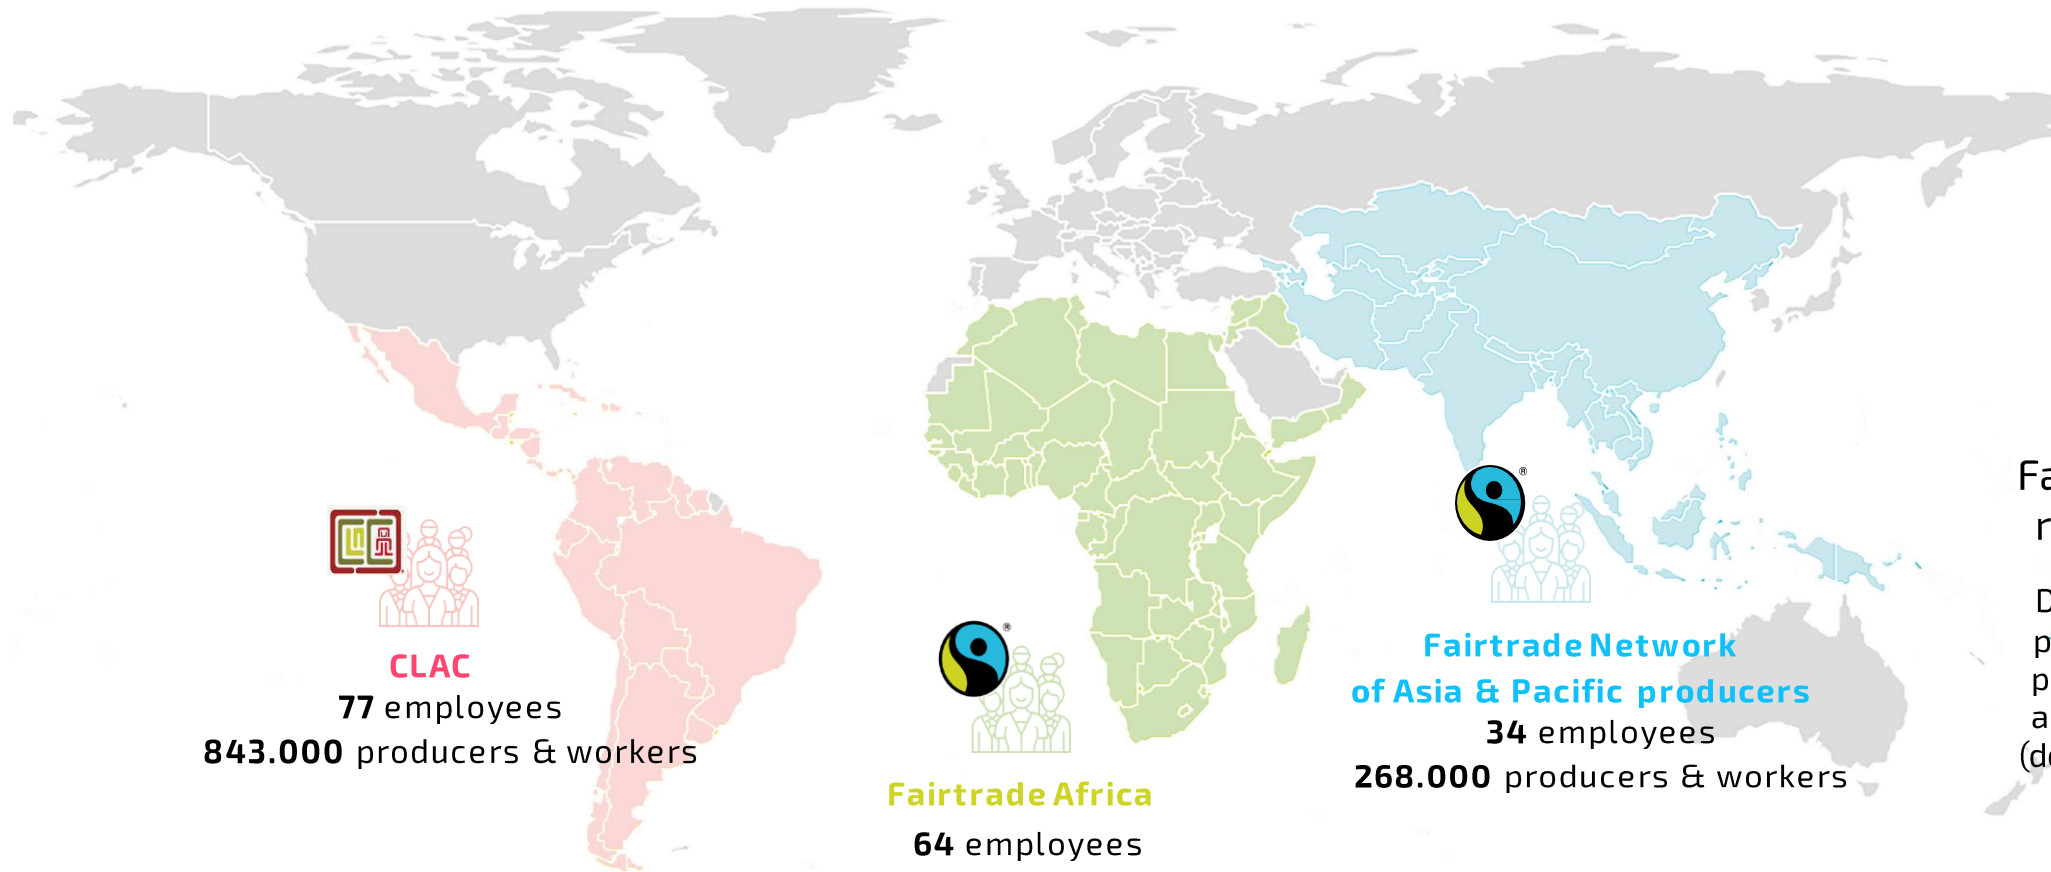 CLAC
77 employees
843.000 producers & workers
Fairtrade Africa
64 employees
Fairtrade Network
of Asia & Pacific producers
34 employees
268.000 producers & workers